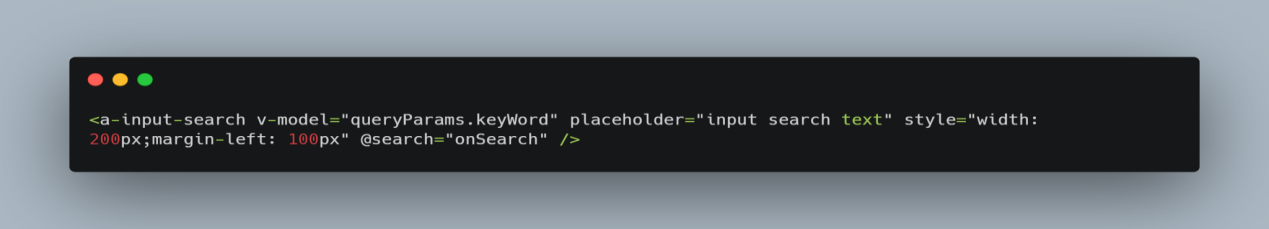 <a-input-search v-model="queryParams.keyWord" placeholder="input search text" style="width:
200px;margin-left: 100px" @search="onSearch" />